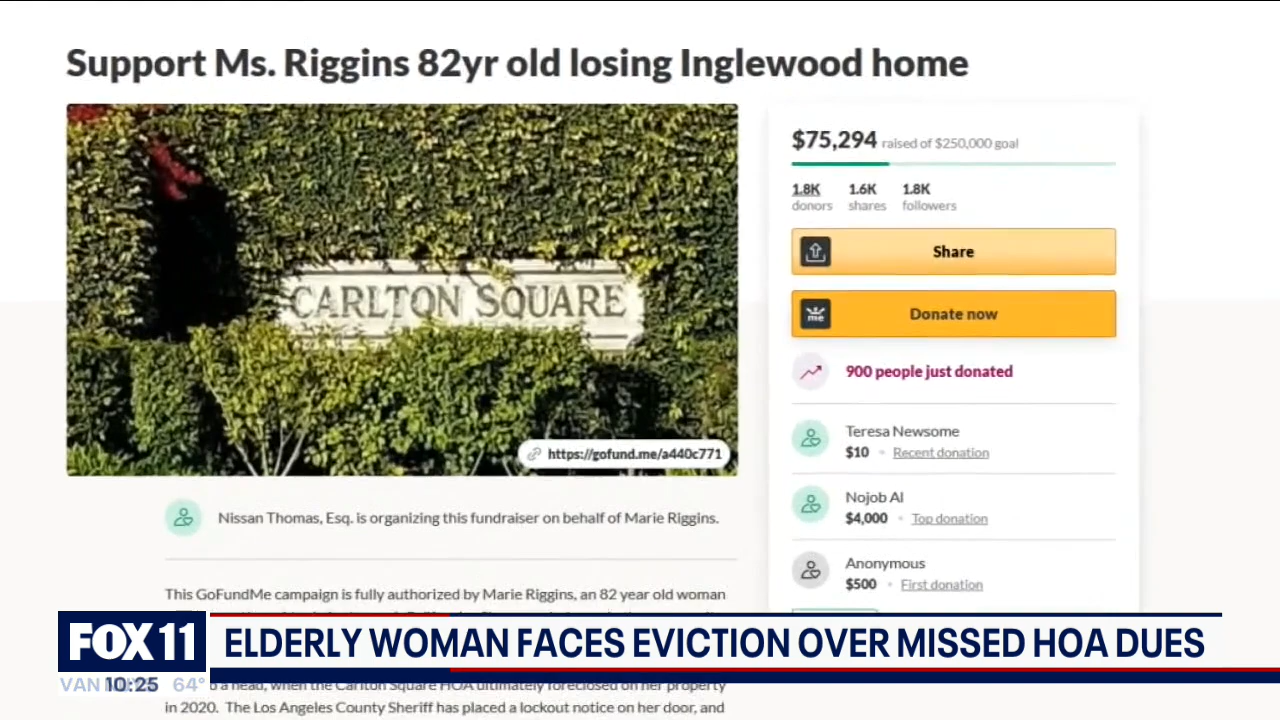 Support Ms. Riggins 82yr old losing Inglewood home
CARLTON SQUARE
https://gofund.me/a440c771
Nissan Thomas, Esq. is organizing this fundraiser on behalf of Marie Riggins.
This GoFundMe campaign is fully authorized by Marie Riggins, an 82 year old woman
$75,294 raised of $250,000 goal
1.8K 1.6K 1.8K
donors shares followers
Share
me Donate now
900 people just donated
Teresa Newsome
$10 • Recent donation
Nojob Al
$4,000 • Top donation
Anonymous
$500 • First donation
FOX 11 ELDERLY WOMAN FACES EVICTION OVER MISSED HOA DUES
VAN 10:25 64°
a head, when the Carlton Square HOA ultimately foreclosed on her property
in 2020. The Los Angeles County Sheriff has placed a lockout notice on her door, and